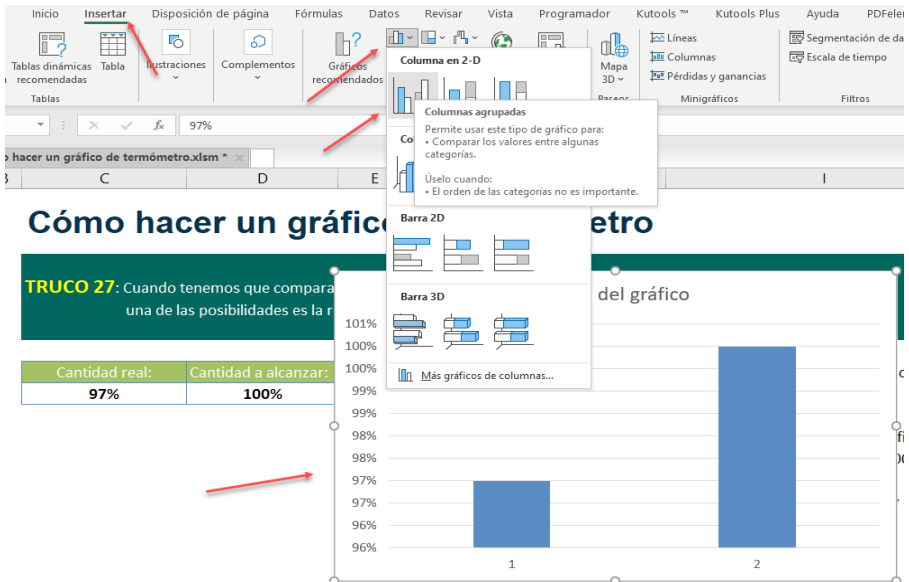 Inicio Insertar Disposición de página Fórmulas Datos Revisar Vista Programador Kutools ™ Kutools Plus Ayuda
Tablas dinámicas
recomendadas
Tabla
Ilustraciones
Complementos
Gráficos
recomendados
Mapa
3D
Líneas
Columnas
Pérdidas y ganancias
Segmentación de
Escala de tiempo
Tablas
Paseos
Minigráficos
Filtros
fx 97%
hacer un gráfico de termómetro.xlsm *
C D E I
Columna en 2-D
Columnas agrupadas
Permite usar este tipo de gráfico para:
• Comparar los valores entre algunas
categorías.
Úselo cuando:
• El orden de las categorías no es importante.
Barra 2D
Barra 3D
Más gráficos de columnas...
Cómo hacer un
TRUCO 27: Cuando tenemos que
una de las posibilidades es la
Cantidad real: Cantidad a alcanzar:
97% 100%
del gráfico
101%
100%
100%
99%
99%
98%
98%
97%
97%
96%
96%
1 2